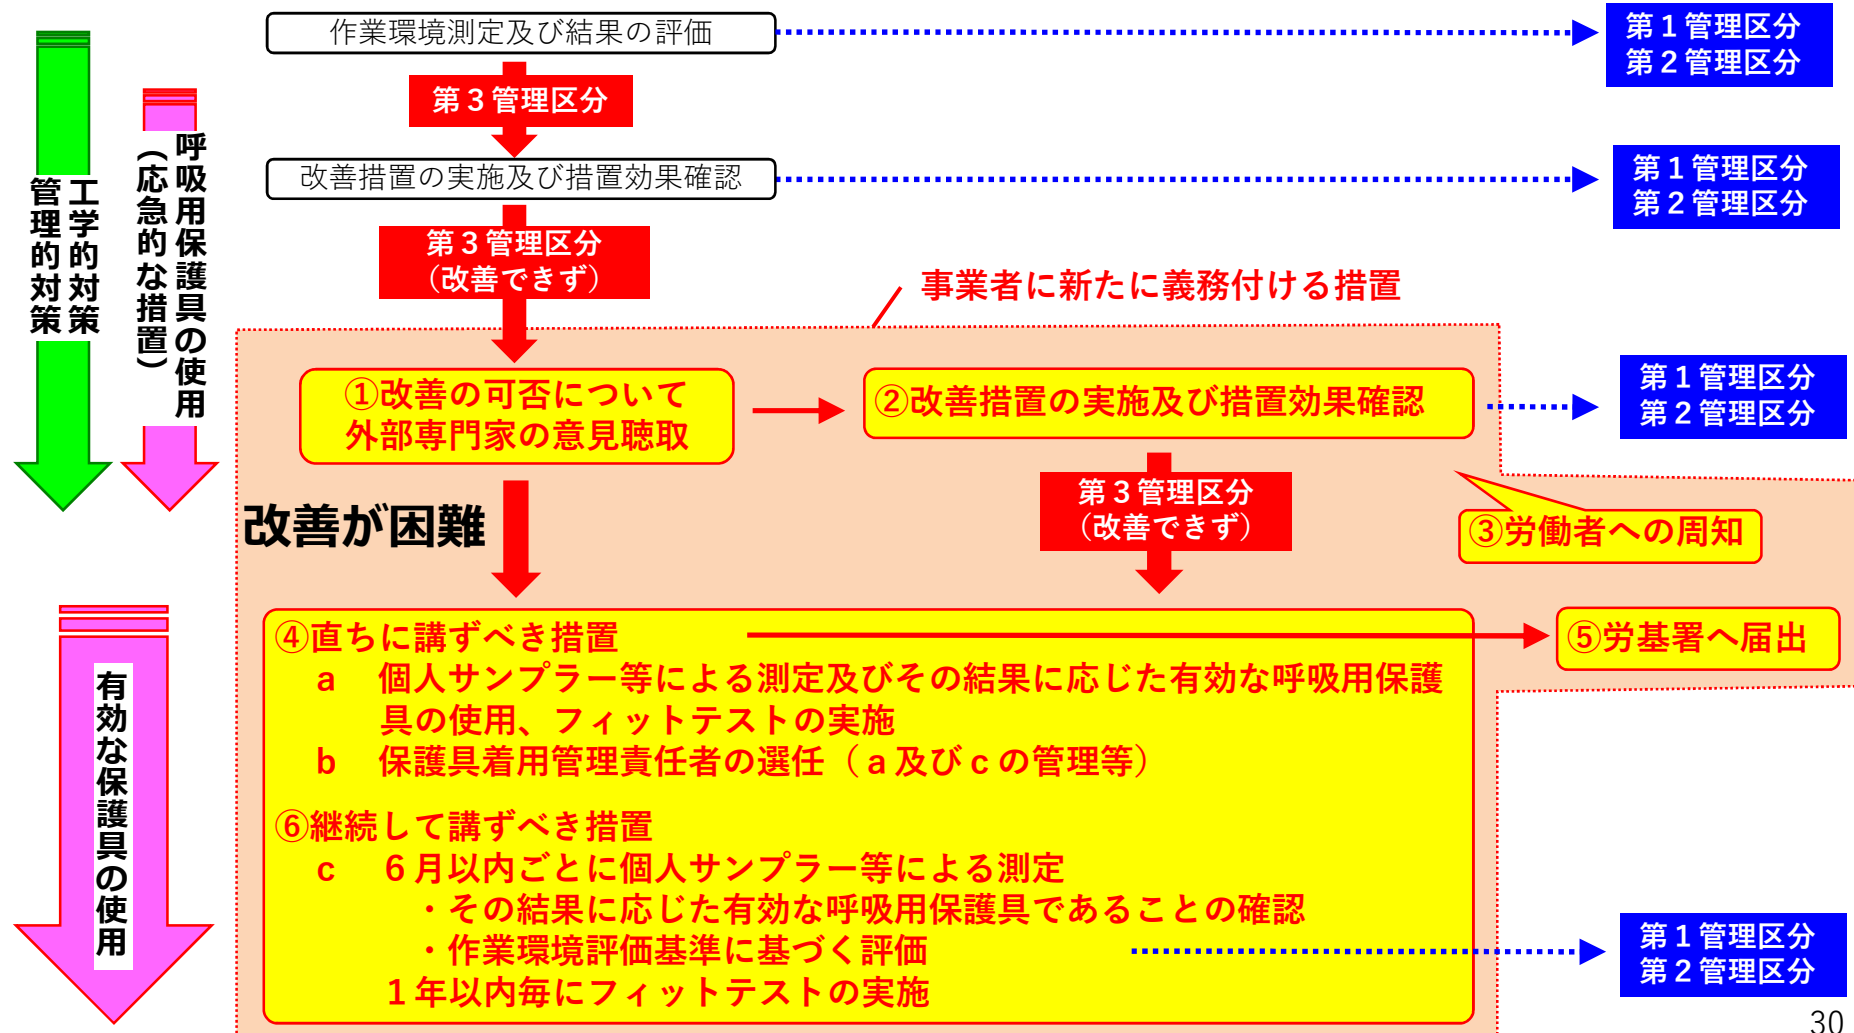 作業環境測定及び結果の評価
第１管理区分
第２管理区分
第３管理区分
改善措置の実施及び措置効果確認
第１管理区分
第２管理区分
第３管理区分
（改善できず）
工学的対策
管理的対策
呼吸用保護具の使用
（応急的な措置）
事業者に新たに義務付ける措置
①改善の可否について
外部専門家の意見聴取
②改善措置の実施及び措置効果確認
第１管理区分
第２管理区分
改善が困難
第３管理区分
（改善できず）
③労働者への周知
④直ちに講ずべき措置
a 個人サンプラー等による測定及びその結果に応じた有効な呼吸用保護
具の使用、フィットテストの実施
b 保護具着用管理責任者の選任（a及びcの管理等）
⑤労基署へ届出
⑥継続して講ずべき措置
c ６月以内ごとに個人サンプラー等による測定
・その結果に応じた有効な呼吸用保護具であることの確認
・作業環境評価基準に基づく評価
１年以内毎にフィットテストの実施
第１管理区分
第２管理区分
有効な保護具の使用
30